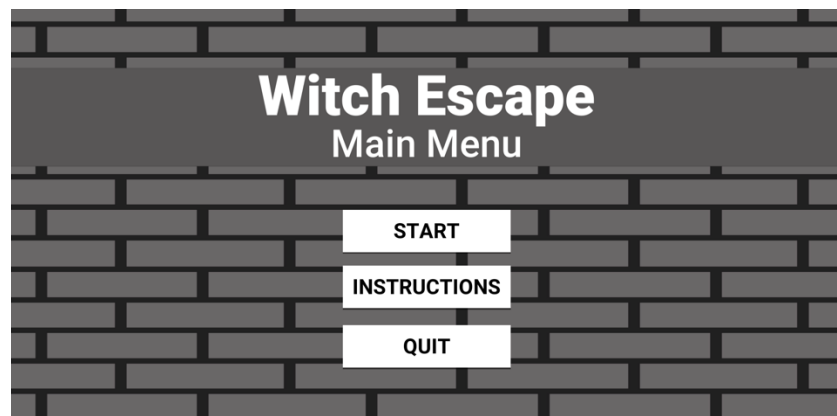 Witch Escape
Main Menu
START
INSTRUCTIONS
QUIT